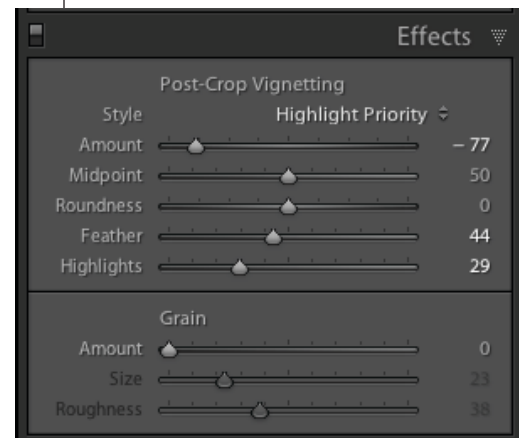 Effects
Post-Crop Vignetting
Style Highlight Priority
Amount – 77
Midpoint 50
Roundness 0
Feather 44
Highlights 29
Grain
Amount 0
Size 23
Roughness 38